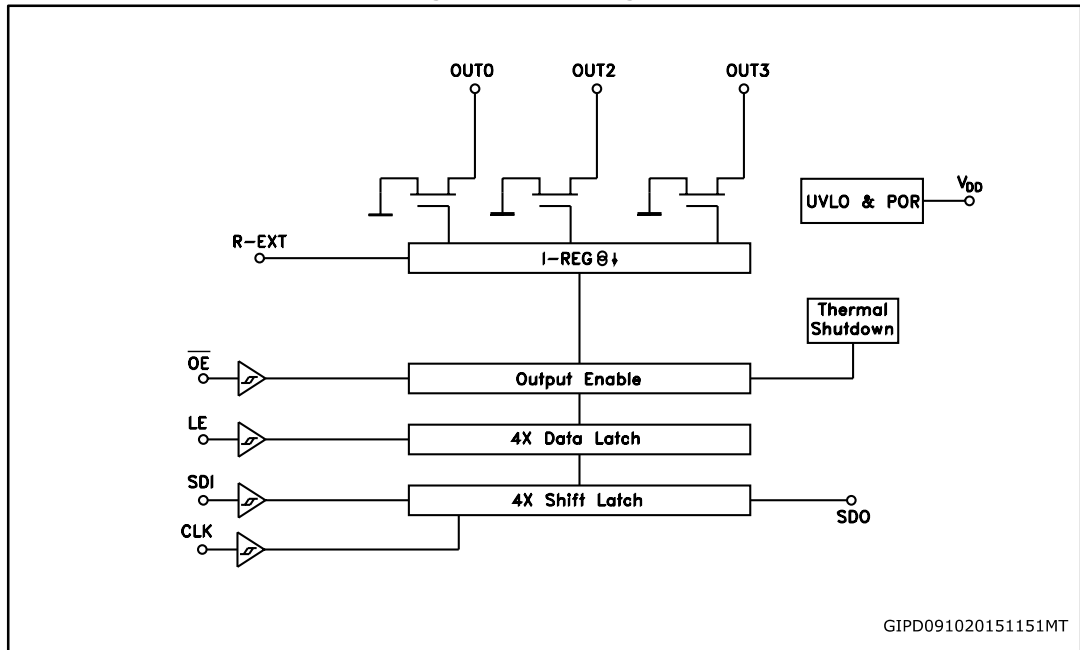 OUT0
OUT2
OUT3
UVLO & POR
VDD
R-EXT
I-REG
Thermal
Shutdown
OE
Output Enable
LE
4X Data Latch
SDI
4X Shift Latch
SDO
CLK
GIPD091020151151MT